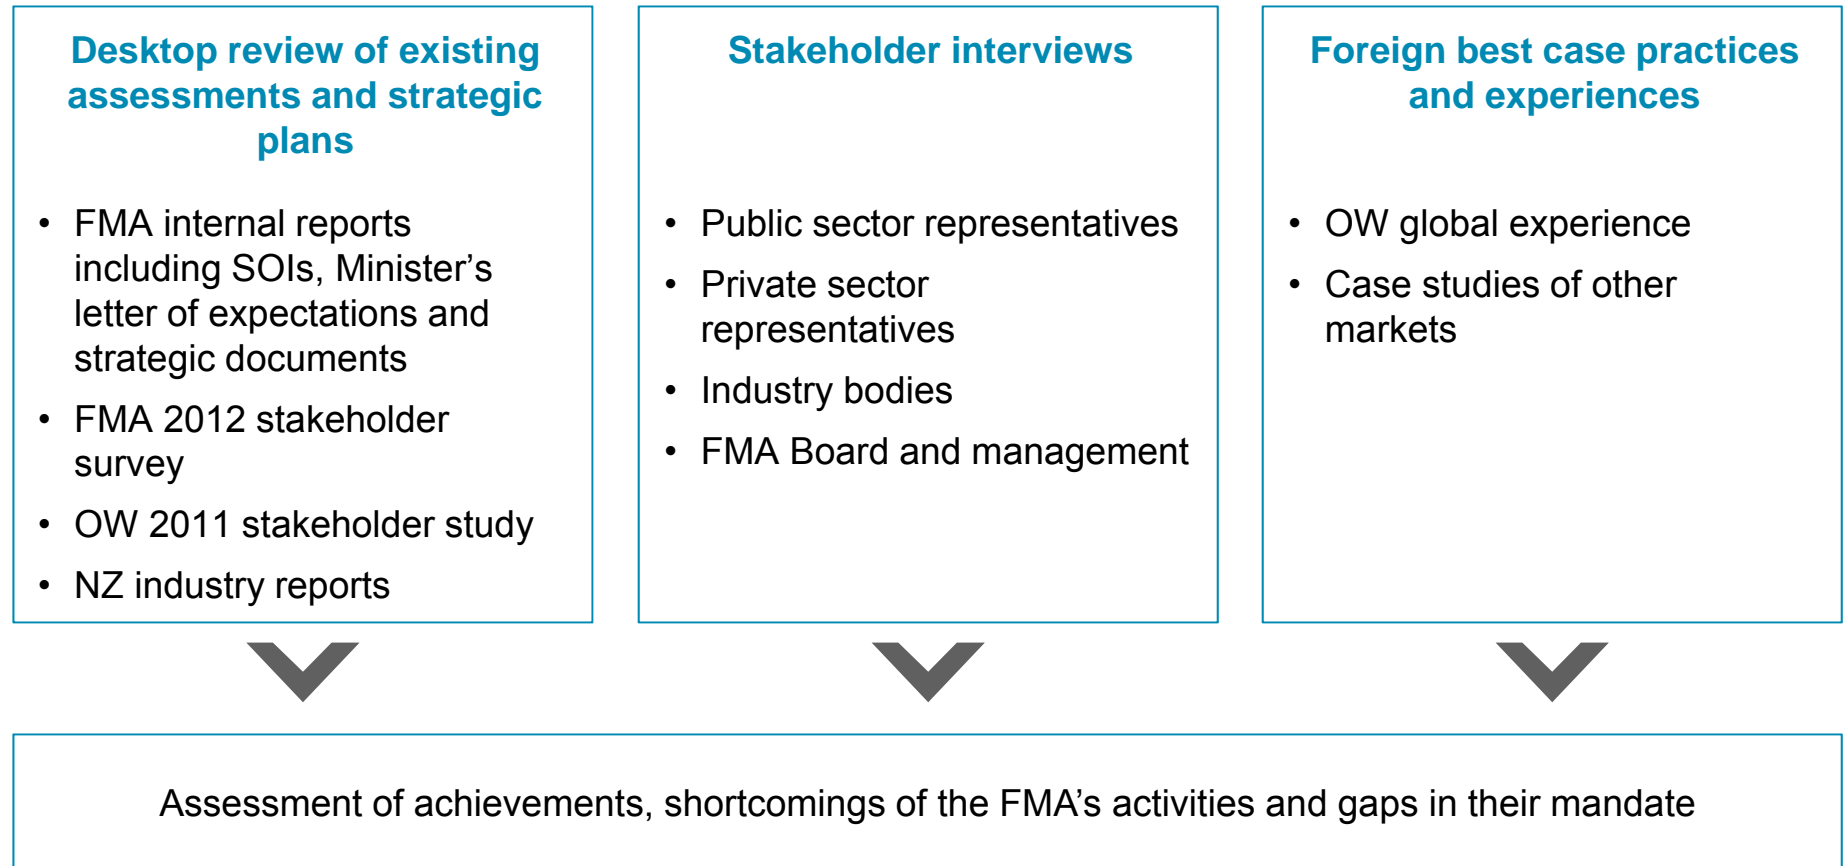 Desktop review of existing
assessments and strategic
plans
• FMA internal reports
including SOIs, Minister’s
letter of expectations and
strategic documents
• FMA 2012 stakeholder
survey
• OW 2011 stakeholder study
• NZ industry reports
Stakeholder interviews
• Public sector representatives
• Private sector
representatives
• Industry bodies
• FMA Board and management
Foreign best case practices
and experiences
• OW global experience
• Case studies of other
markets
Assessment of achievements, shortcomings of the FMA’s activities and gaps in their mandate